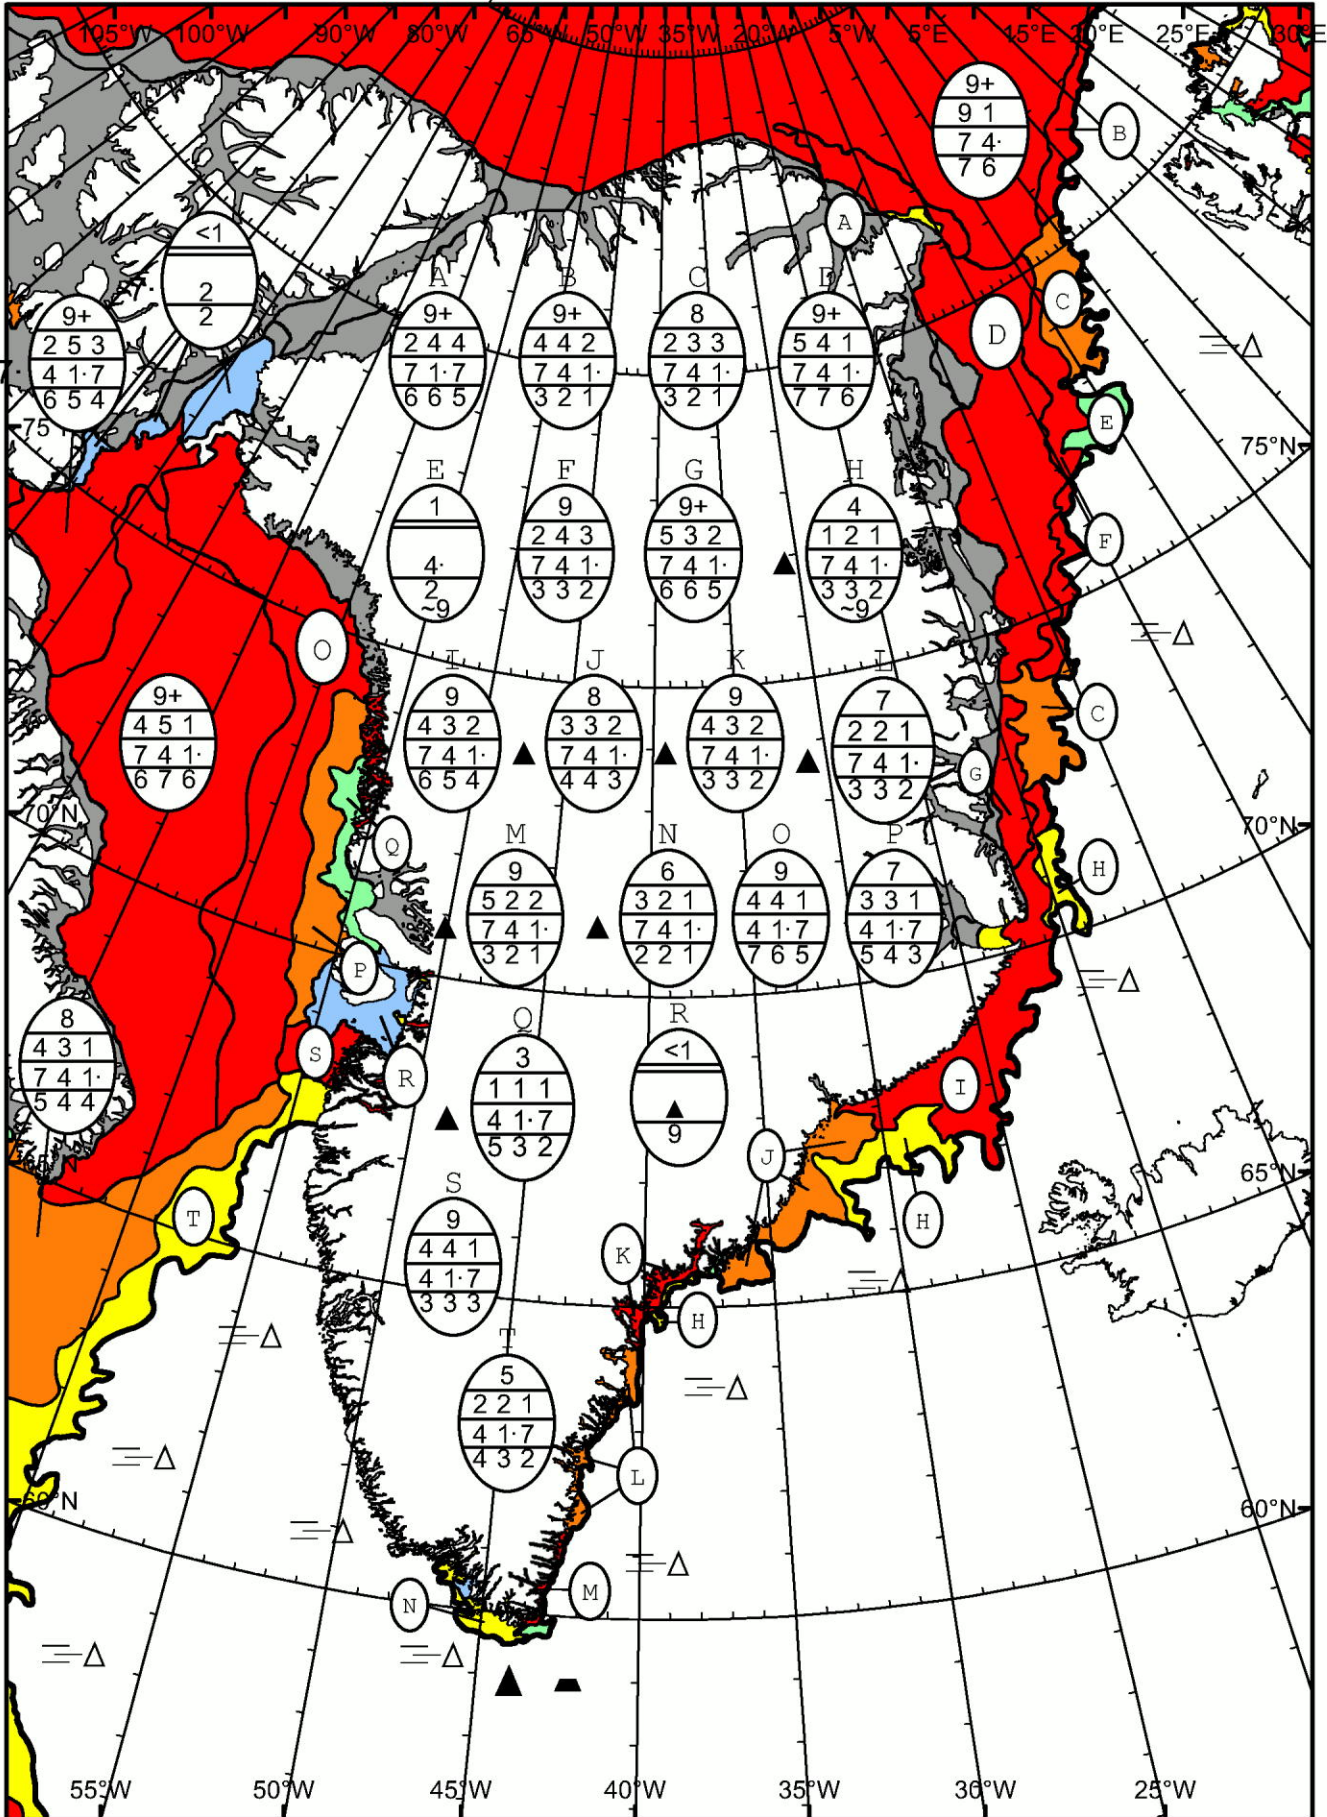 105°W 100°W 90°W 80°W 65°W 50°W 35°W 20°W 5°W 5°E 15°E 20°E 25°E 30°E
9+
9 1
7 4·
7 6
B
A
<1
2
2
9+
2 5 3
4 1·7
6 5 4
7
75
A
9+
2 4 4
7 1·7
6 6 5
B
9+
4 4 2
7 4 1·
3 2 1
C
8
2 3 3
7 4 1·
3 2 1
D
9+
5 4 1
7 4 1·
7 7 6
D
C
E
75°N
E
1
4·
2
~9
F
9
2 4 3
7 4 1·
3 3 2
G
9+
5 3 2
7 4 1·
6 6 5
H
4
1 2 1
7 4 1·
3 3 2
~9
F
O
9+
4 5 1
7 4 1·
6 7 6
I
9
4 3 2
7 4 1·
6 5 4
J
8
3 3 2
7 4 1·
4 4 3
K
9
4 3 2
7 4 1·
3 3 2
L
7
2 2 1
7 4 1·
3 3 2
G
C
70°N
70°N
Q
H
M
9
5 2 2
7 4 1·
3 2 1
N
6
3 2 1
7 4 1·
2 2 1
O
9
4 4 1
4 1·7
7 6 5
P
7
3 3 1
4 1·7
5 4 3
P
8
4 3 1
7 4 1·
5 4 4
S
R
Q
3
1 1 1
4 1·7
5 3 2
R
<1
9
I
J
65°N
65°N
T
H
S
9
4 4 1
4 1·7
3 3 3
K
H
T
5
2 2 1
4 1·7
4 3 2
L
60°N
60°N
N
M
55°W 50°W 45°W 40°W 35°W 30°W 25°W